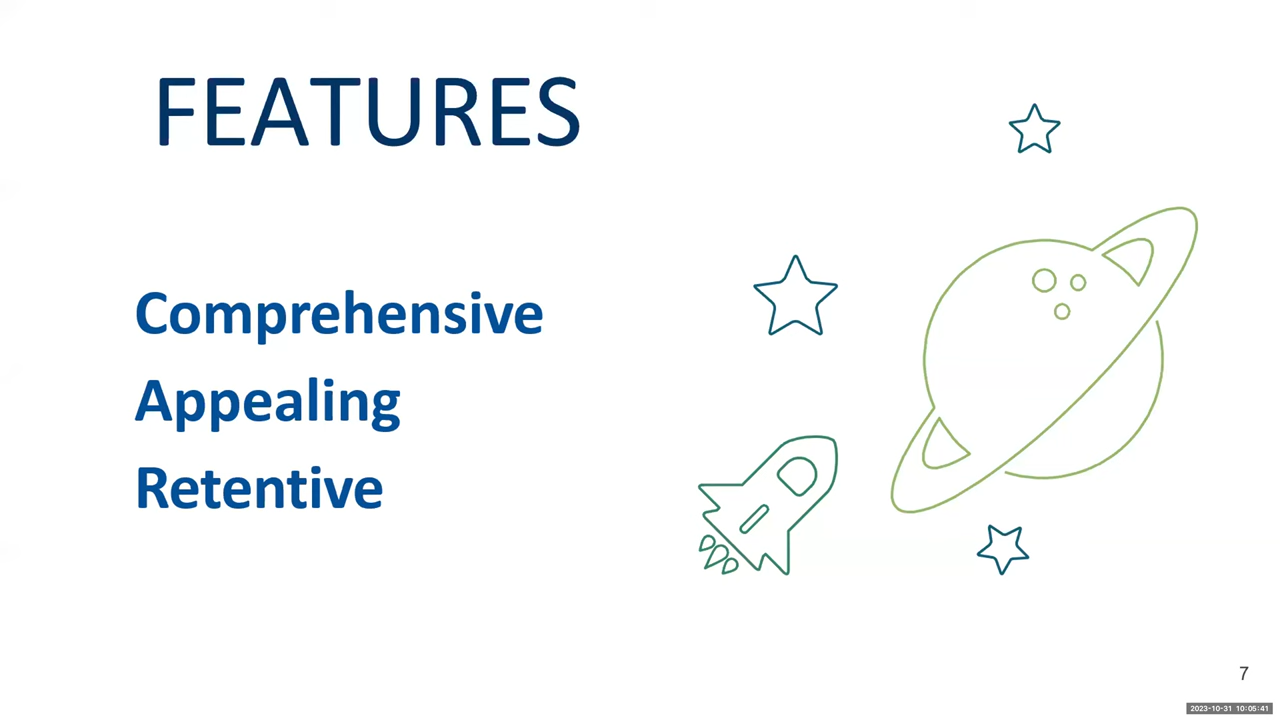 FEATURES
Comprehensive
Appealing
Retentive
7
2023-10-31 10:05:41